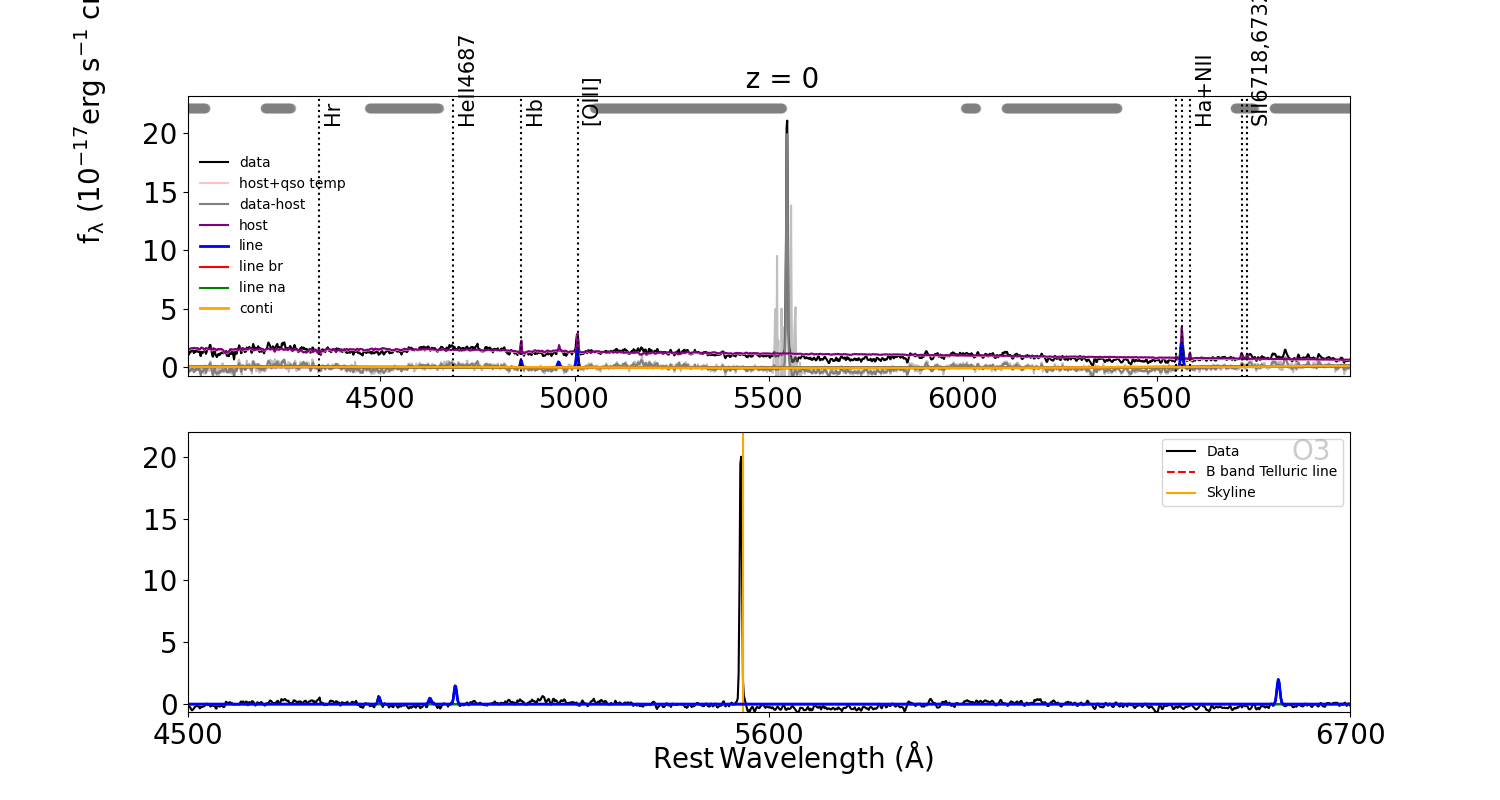 z = 0
f_λ (10^−17 erg s^−1
Hr
HeII4687
Hb
[OIII]
Ha+NII
20
15
10
5
0
data
host+qso temp
data-host
host
line
line br
line na
conti
4500
5000
5500
6000
6500
20
15
10
5
0
O3
Data
B band Telluric line
Skyline
4500
5600
6700
Rest Wavelength (Å)